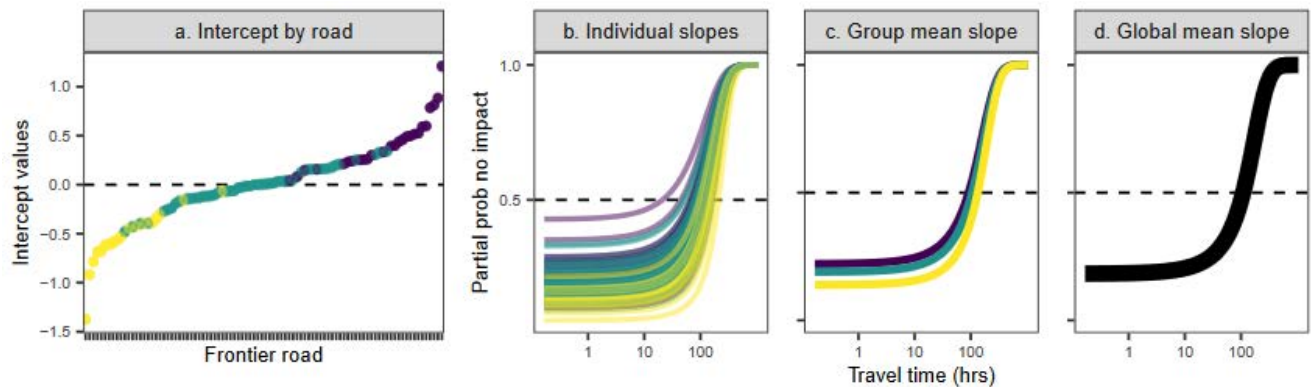 a. Intercept by road
b. Individual slopes
c. Group mean slope
d. Global mean slope
Intercept values
1.0
0.5
0.0
−0.5
−1.0
−1.5
Frontier road
Partial prob no impact
1.0
0.5
1 10 100
1 10 100
1 10 100
Travel time (hrs)